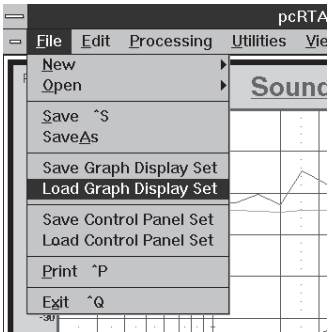 pcRTA
File Edit Processing Utilities Vie
New
Open
Sound
Save ^S
SaveAs
Save Graph Display Set
Load Graph Display Set
Save Control Panel Set
Load Control Panel Set
Print ^P
Exit ^Q
-30